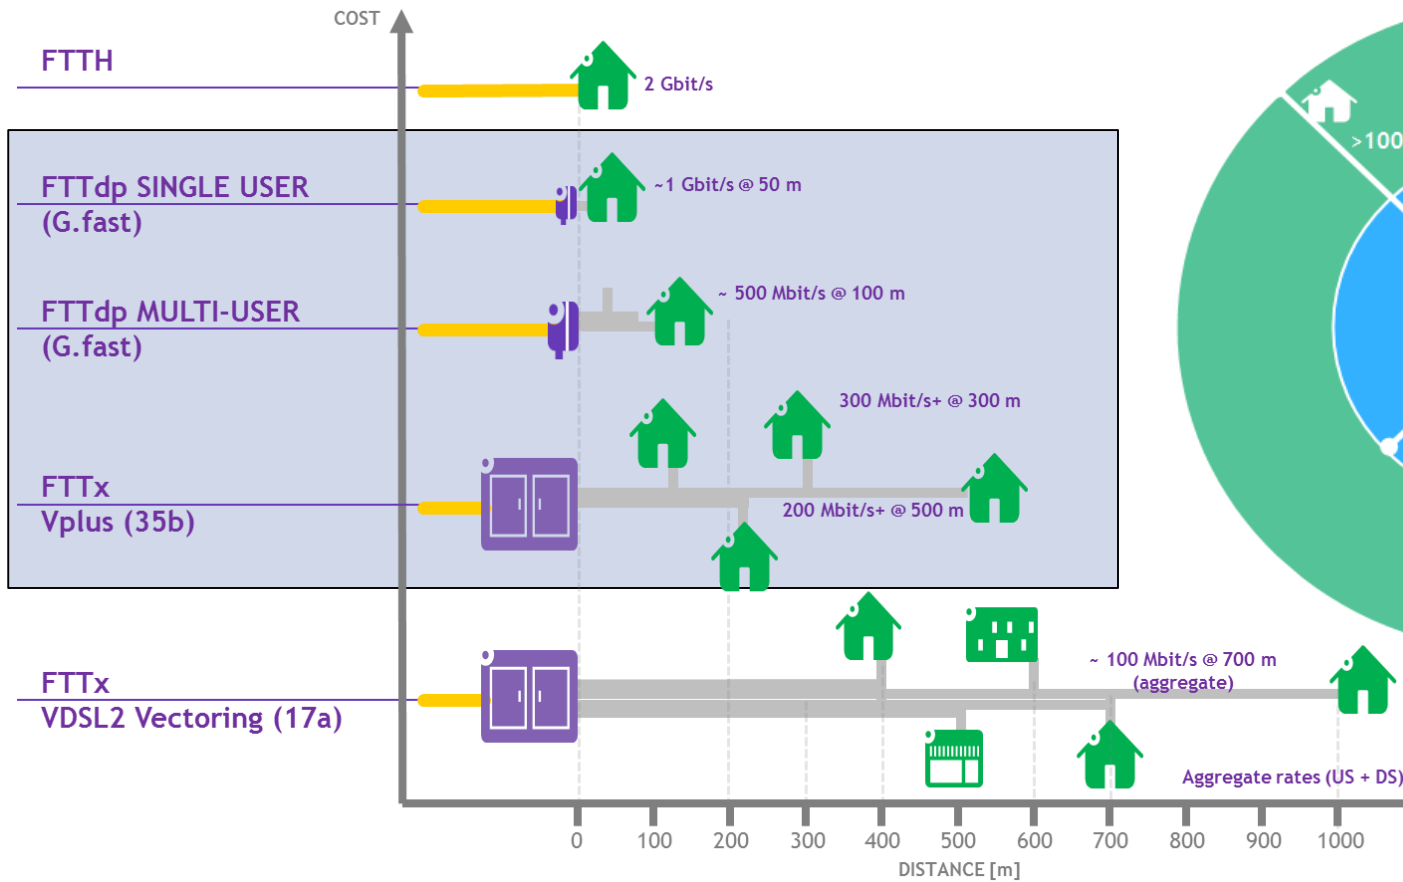 COST
FTTH
2 Gbit/s
>100
FTTdp SINGLE USER
(G.fast)
~1 Gbit/s @ 50 m
FTTdp MULTI-USER
(G.fast)
~ 500 Mbit/s @ 100 m
300 Mbit/s+ @ 300 m
FTTx
Vplus (35b)
200 Mbit/s+ @ 500 m
FTTx
VDSL2 Vectoring (17a)
~ 100 Mbit/s @ 700 m
(aggregate)
Aggregate rates (US + DS)
0 100 200 300 400 500 600 700 800 900 1000
DISTANCE [m]